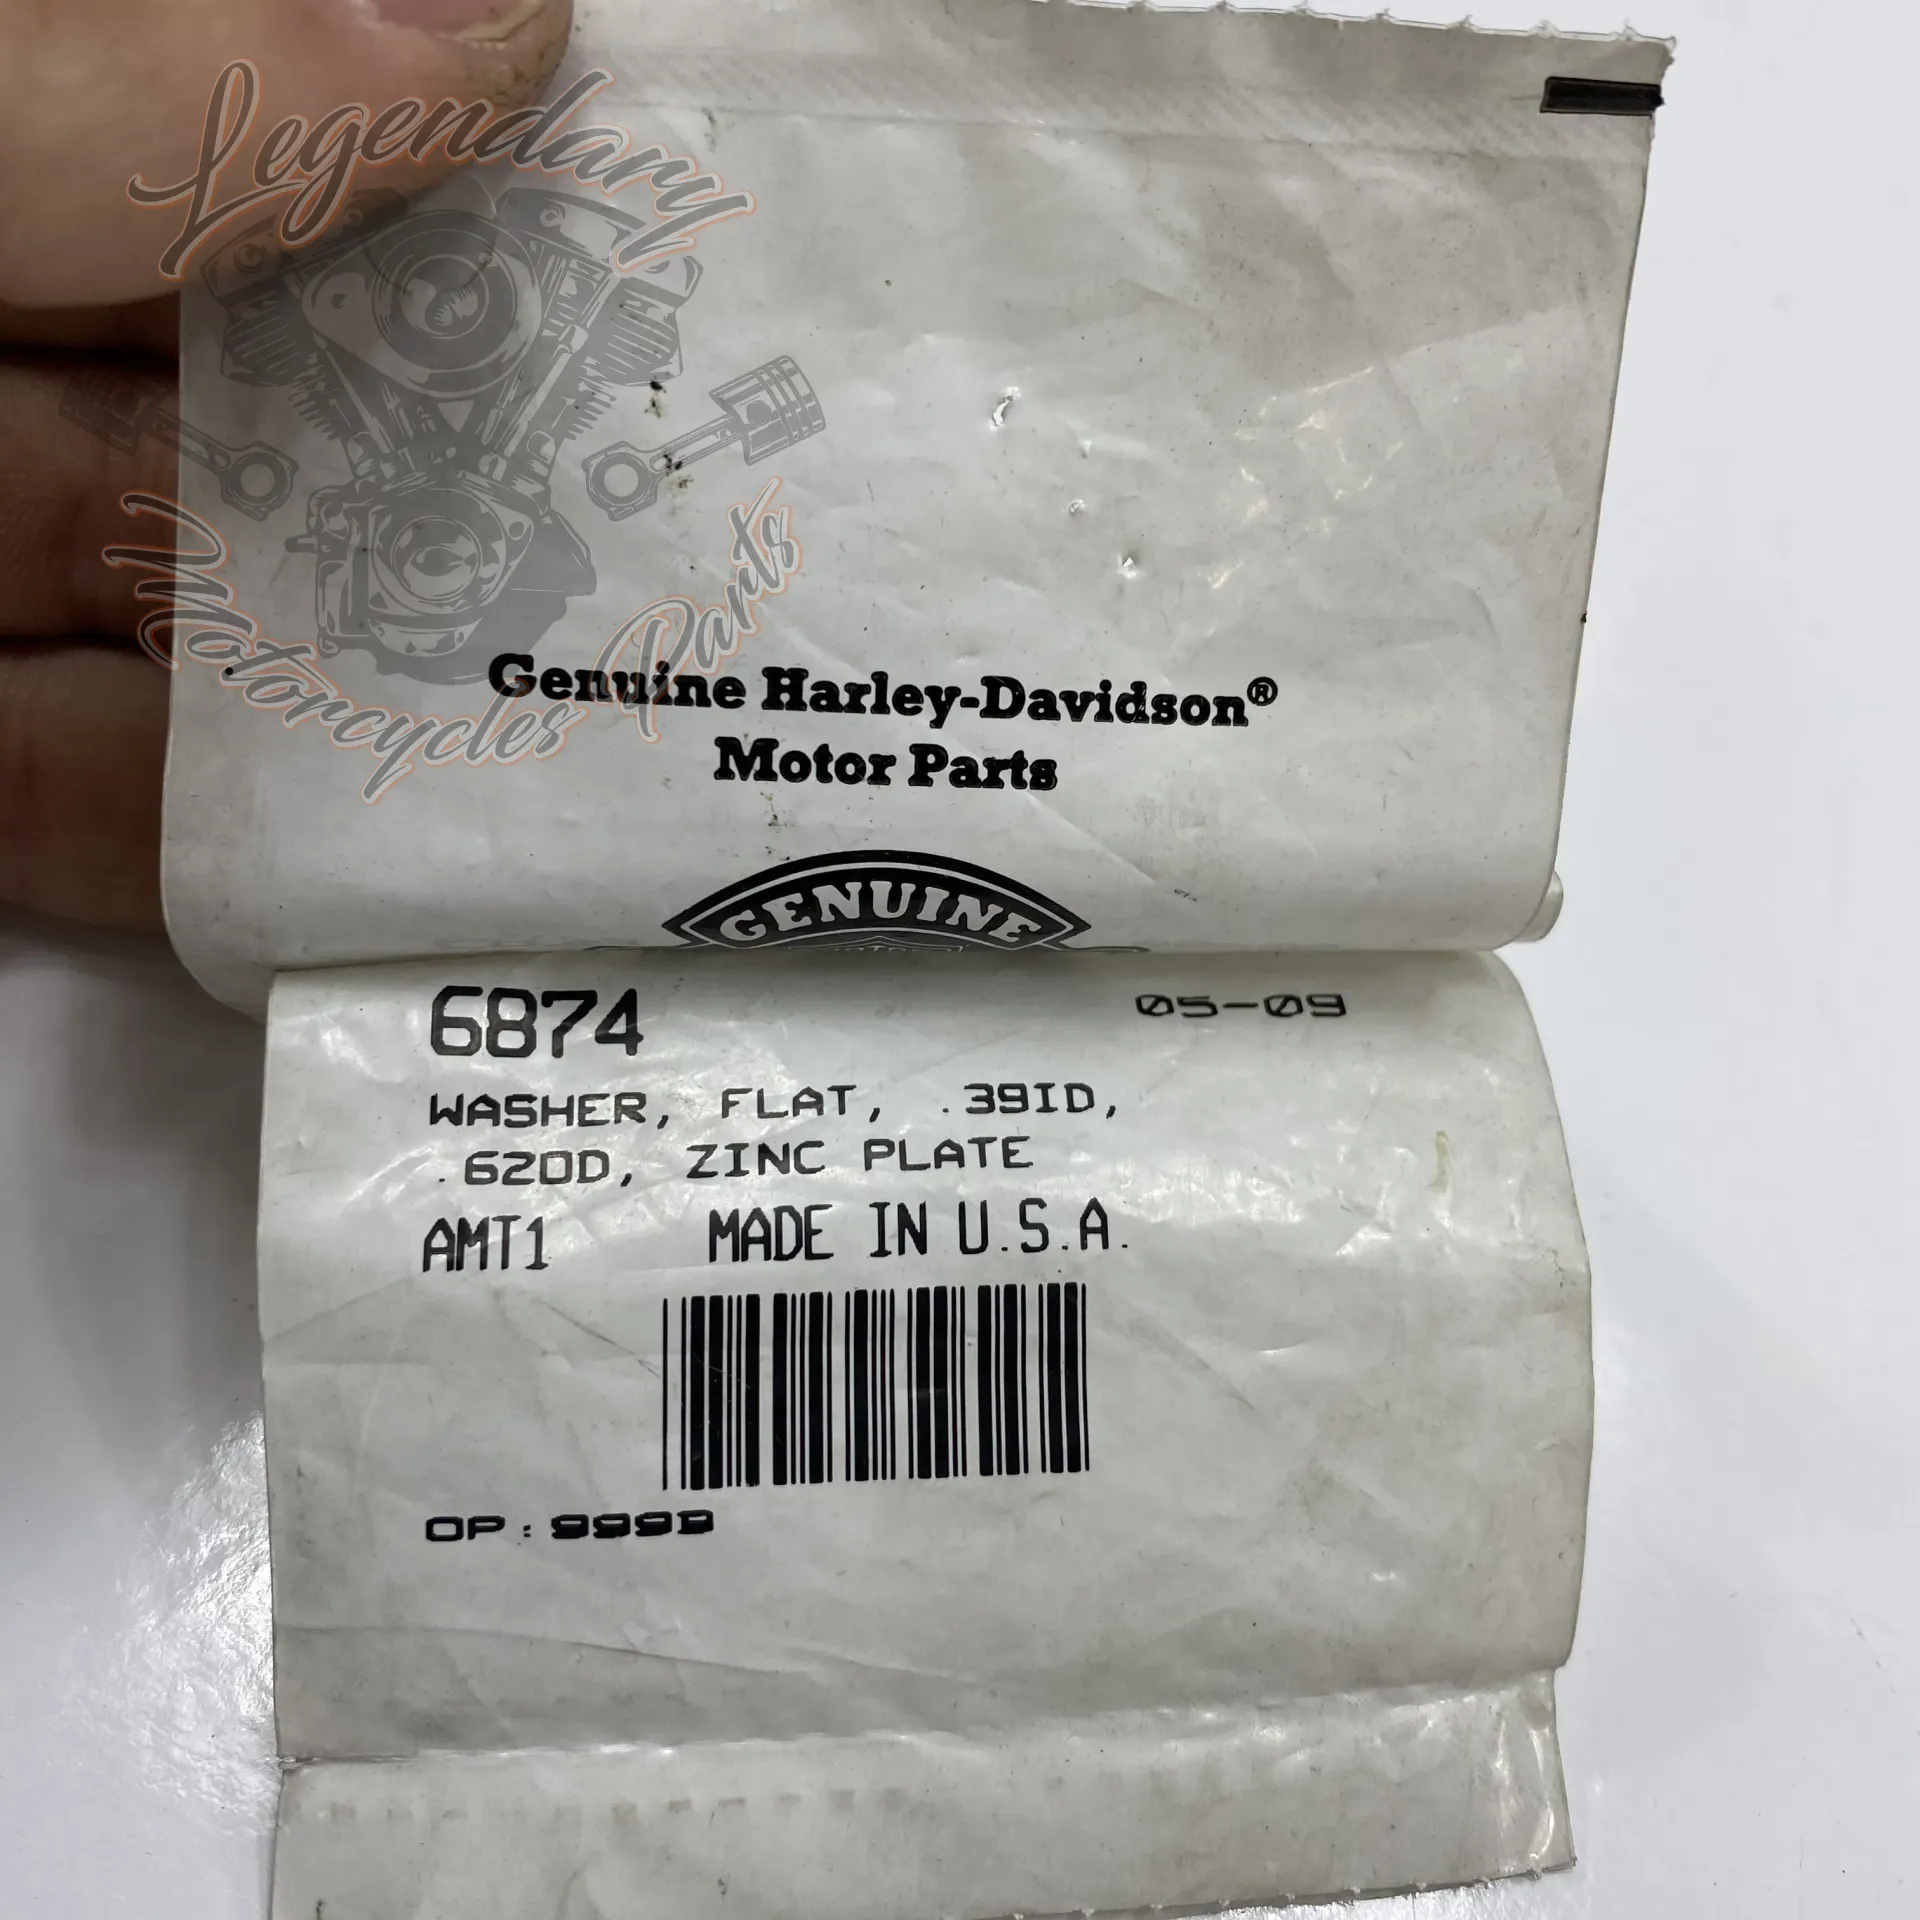 Legendary
Motorcycles Parts
Genuine Harley-Davidson®
Motor Parts
GENUINE
6874
05-09
WASHER, FLAT, .39ID,
.62OD, ZINC PLATE
AMT1 MADE IN U.S.A.
OP:999D